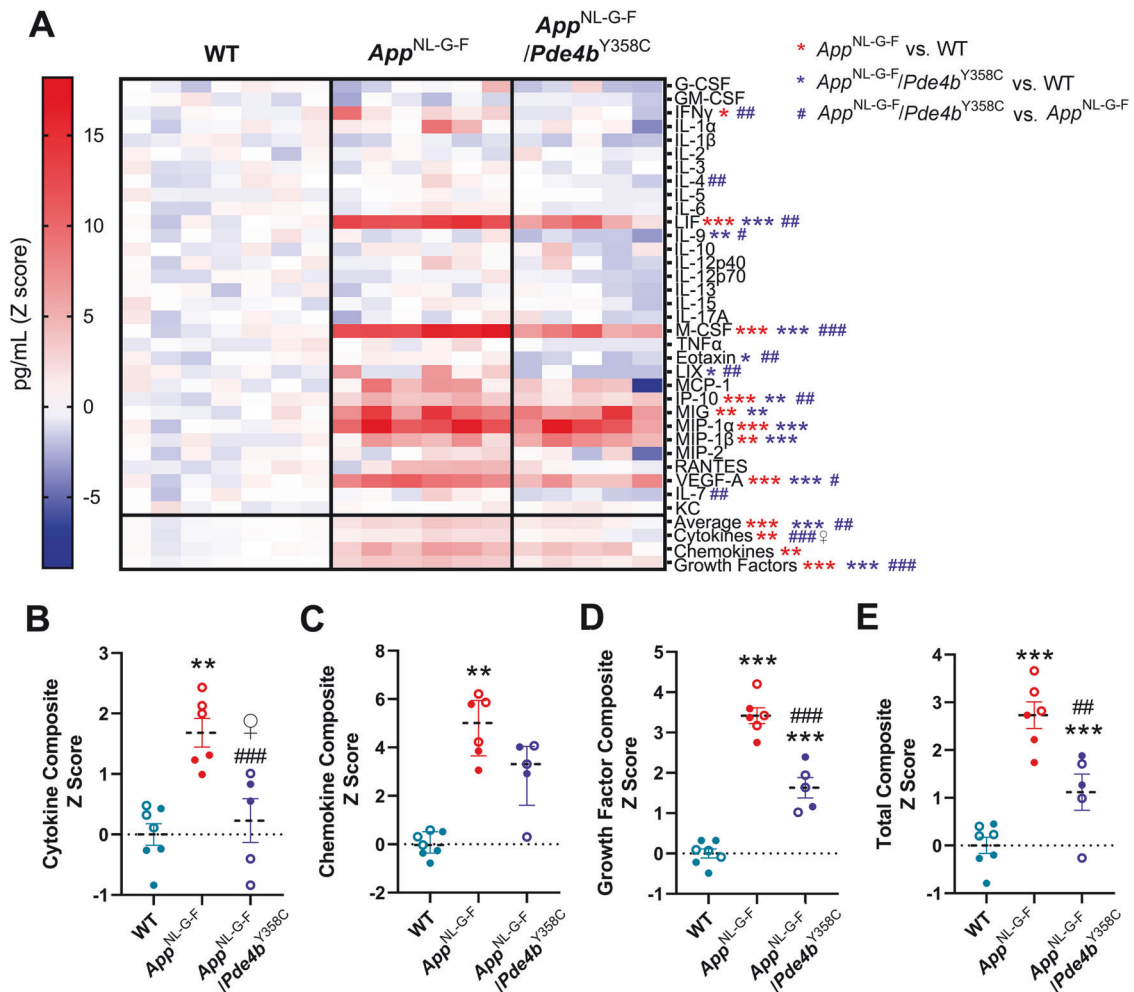 A
WT
App^NL-G-F
App^NL-G-F
/Pde4b^Y358C
* App^NL-G-F vs. WT
* App^NL-G-F/Pde4b^Y358C vs. WT
# App^NL-G-F/Pde4b^Y358C vs. App^NL-G-F
pg/mL (Z score)
15
10
5
0
-5
G-CSF
GM-CSF
IFNγ * ##
IL-1α
IL-1β
IL-2
IL-3
IL-4 ##
IL-5
IL-6
LIF *** *** ##
IL-9 ** #
IL-10
IL-12p40
IL-12p70
IL-13
IL-15
IL-17A
M-CSF *** *** ###
TNFα
Eotaxin * ##
LIX * ##
MCP-1
IP-10 *** ** ##
MIG ** **
MIP-1α *** ***
MIP-1β ** ***
MIP-2
RANTES
VEGF-A *** *** #
IL-7 ##
KC
Average *** *** ##
Cytokines ** ###♀
Chemokines **
Growth Factors *** *** ###
B
Cytokine Composite
Z Score
3
2
1
0
-1
**
♀
###
WT
App^NL-G-F
App^NL-G-F
/Pde4b^Y358C
C
Chemokine Composite
Z Score
8
6
4
2
0
-2
**
WT
App^NL-G-F
App^NL-G-F
/Pde4b^Y358C
D
Growth Factor Composite
Z Score
5
4
3
2
1
0
-1
***
###
***
WT
App^NL-G-F
App^NL-G-F
/Pde4b^Y358C
E
Total Composite
Z Score
4
3
2
1
0
-1
***
##
***
WT
App^NL-G-F
App^NL-G-F
/Pde4b^Y358C